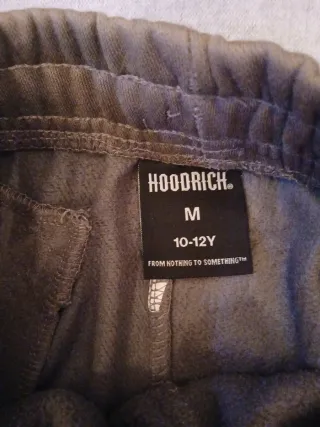 HOODRICH®
M
10-12Y
FROM NOTHING TO SOMETHING™